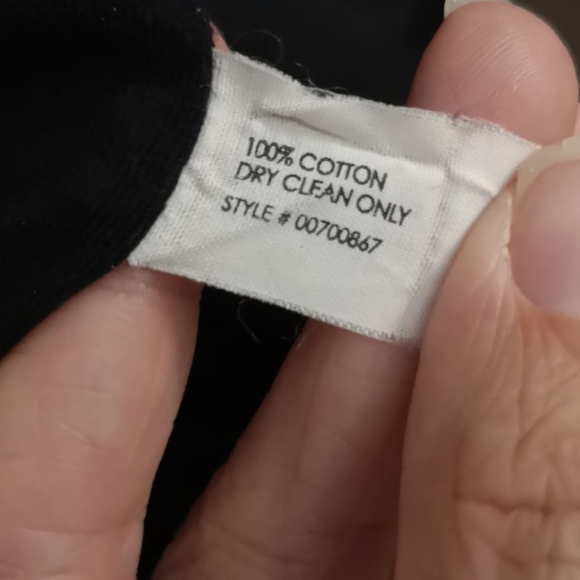 100% COTTON
DRY CLEAN ONLY
STYLE # 00700867